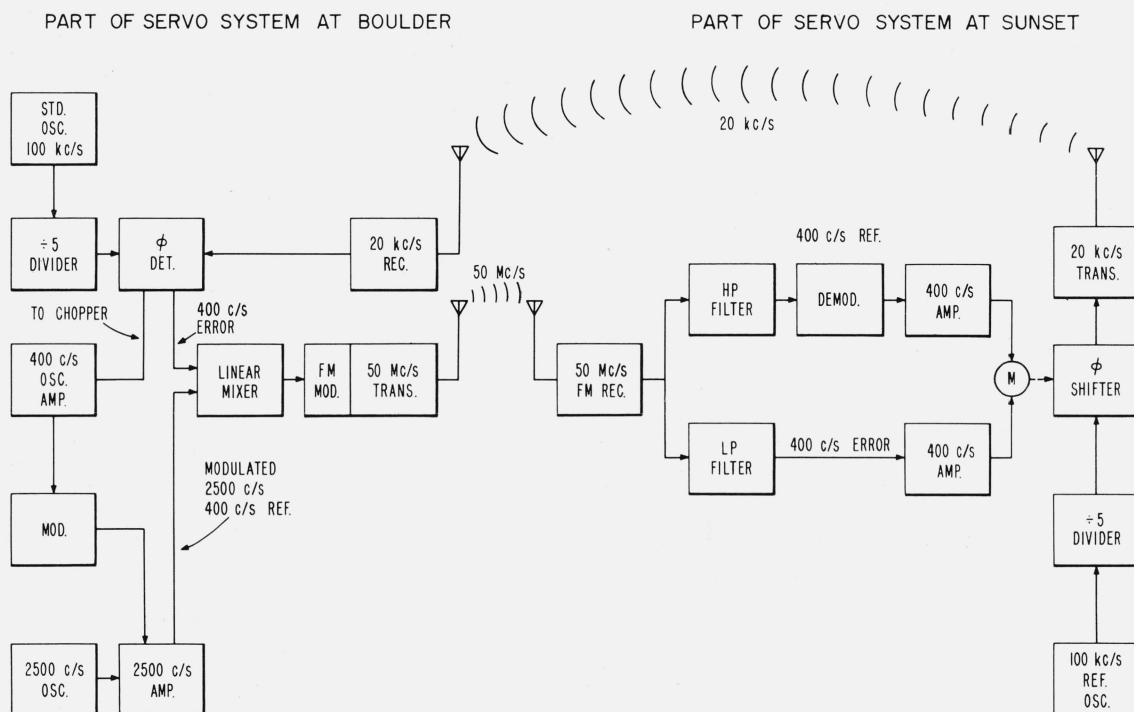 PART OF SERVO SYSTEM AT BOULDER
PART OF SERVO SYSTEM AT SUNSET
STD.
OSC.
100 kc/s
20 kc/s
÷5
DIVIDER
ϕ
DET.
20 kc/s
REC.
50 Mc/s
400 c/s REF.
20 kc/s
TRANS.
HP
FILTER
DEMOD.
400 c/s
AMP.
TO CHOPPER
400 c/s
ERROR
400 c/s
OSC.
AMP.
LINEAR
MIXER
FM
MOD.
50 Mc/s
TRANS.
50 Mc/s
FM REC.
M
ϕ
SHIFTER
LP
FILTER
400 c/s ERROR
400 c/s
AMP.
MODULATED
2500 c/s
400 c/s REF.
MOD.
÷5
DIVIDER
2500 c/s
OSC.
2500 c/s
AMP.
100 kc/s
REF.
OSC.